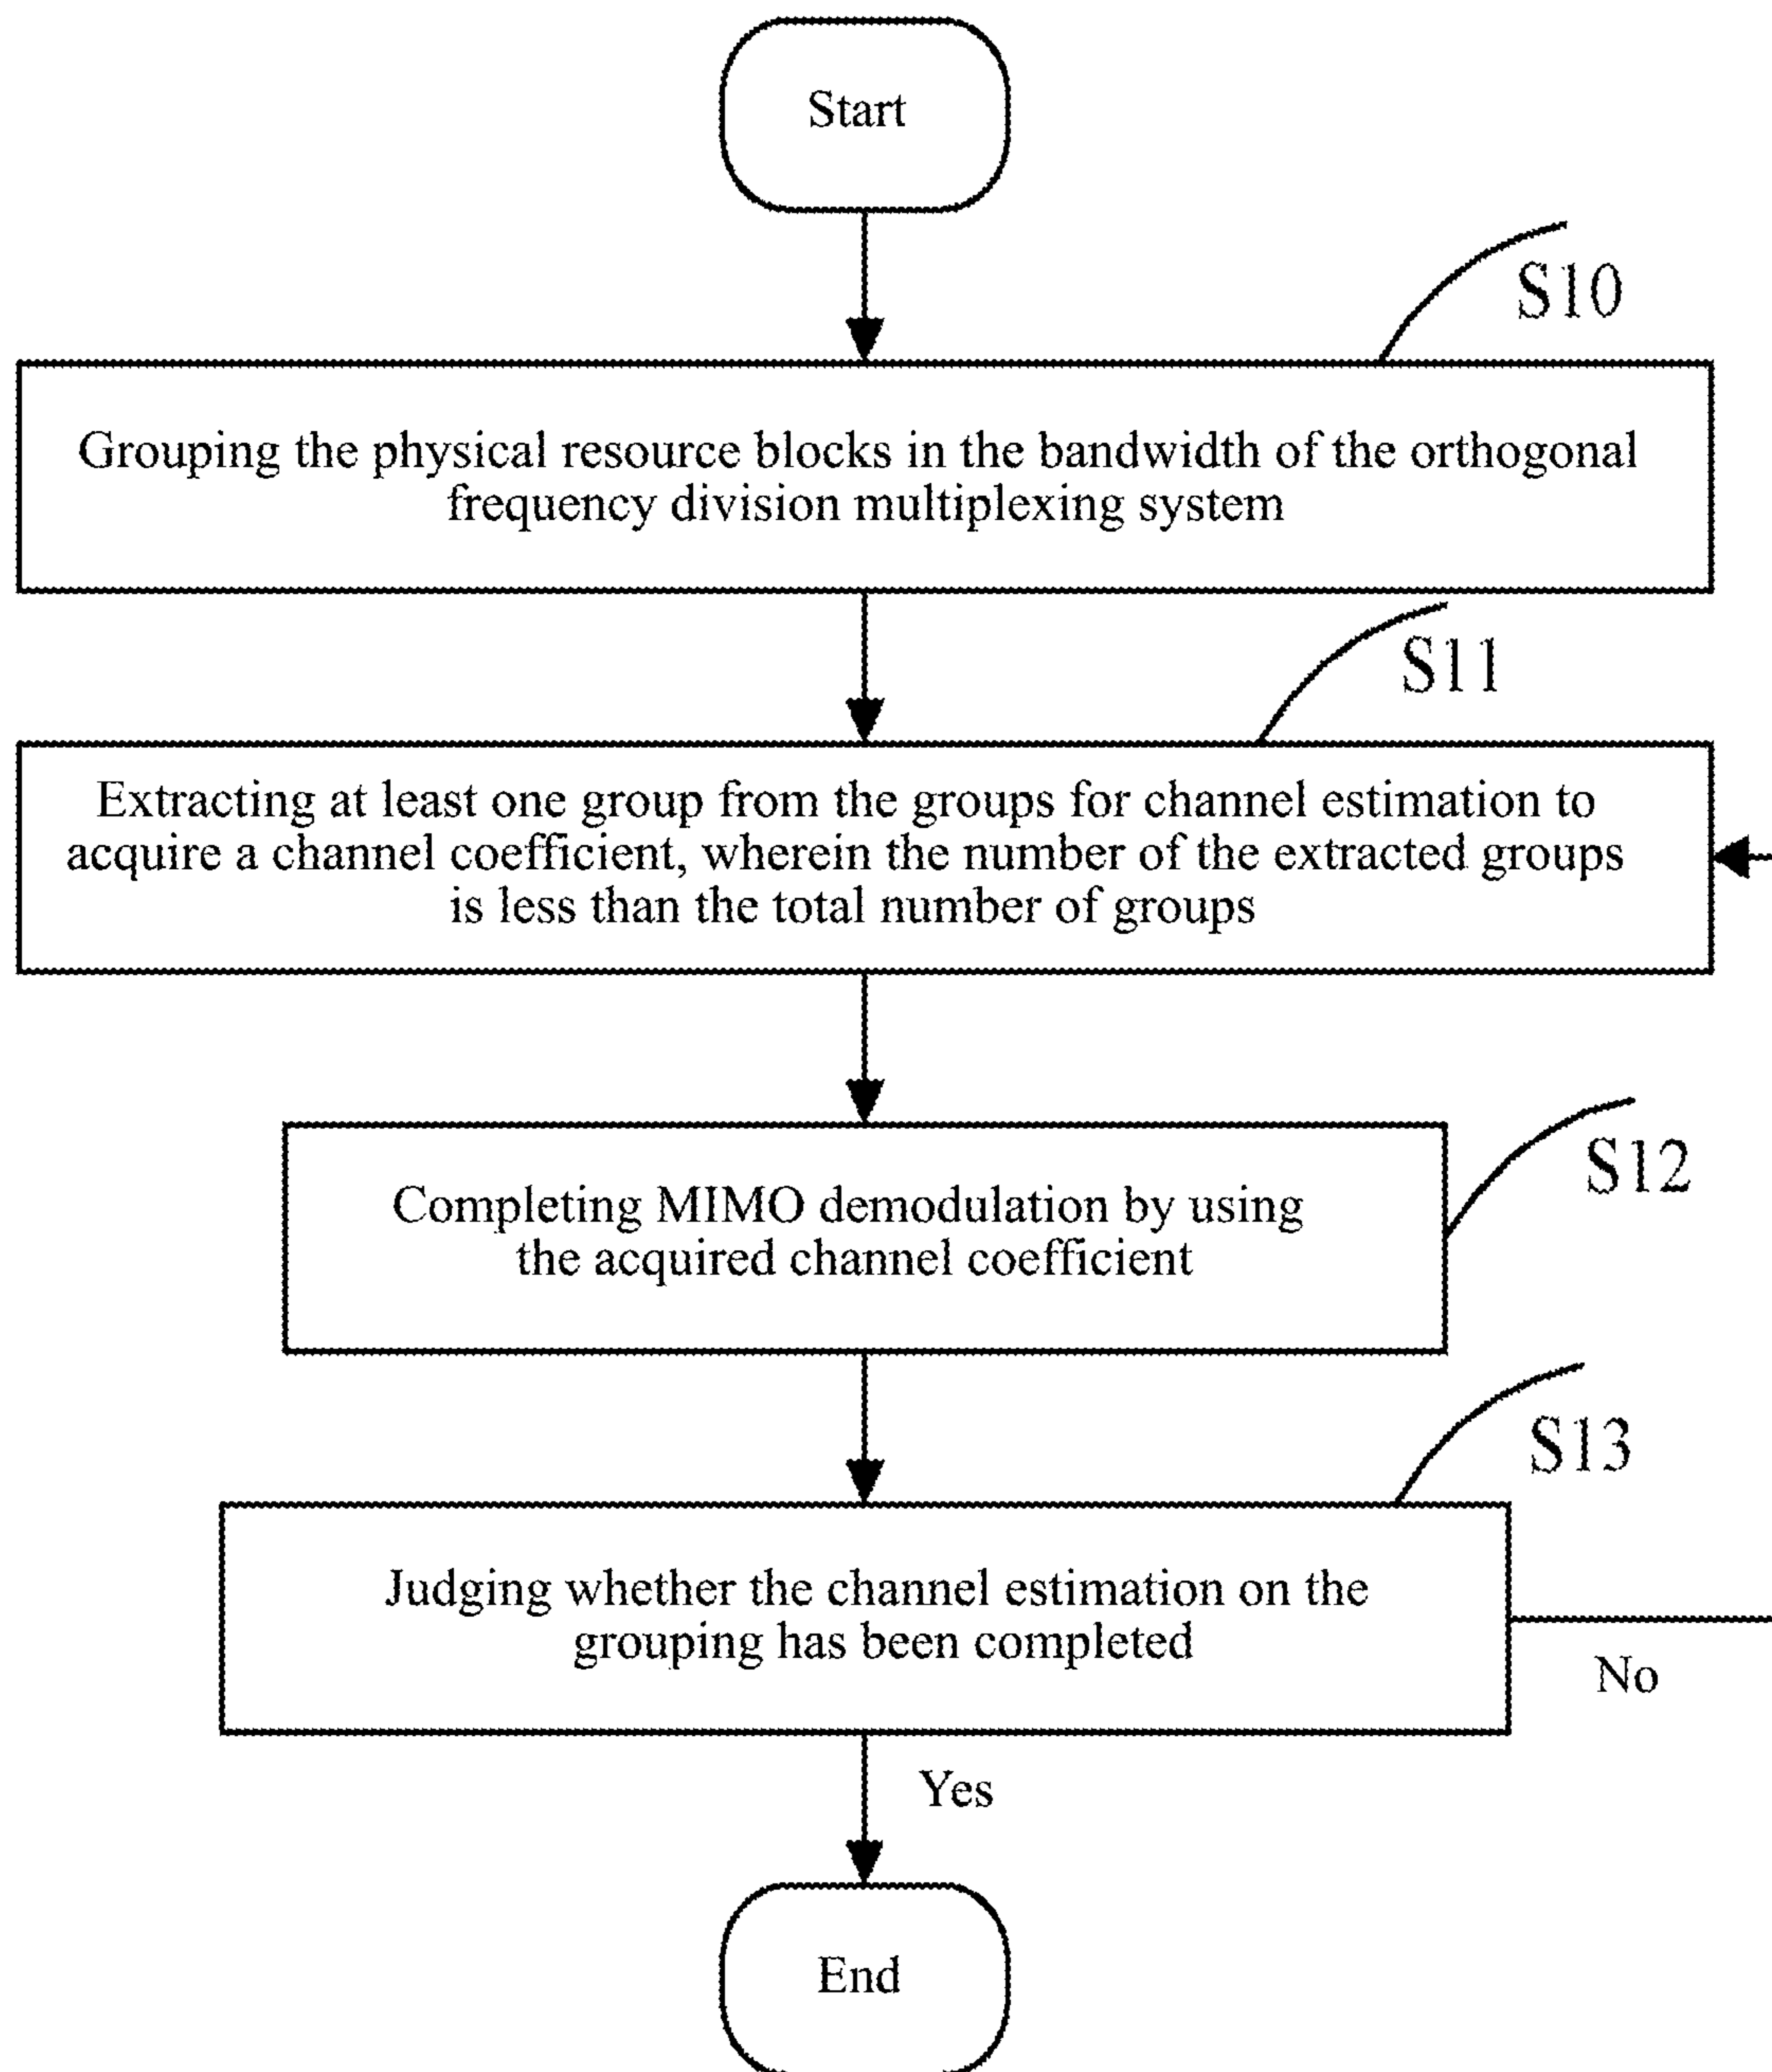 Start
S10
Grouping the physical resource blocks in the bandwidth of the orthogonal
frequency division multiplexing system
S11
Extracting at least one group from the groups for channel estimation to
acquire a channel coefficient, wherein the number of the extracted groups
is less than the total number of groups
S12
Completing MIMO demodulation by using
the acquired channel coefficient
S13
Judging whether the channel estimation on the
grouping has been completed
No
Yes
End